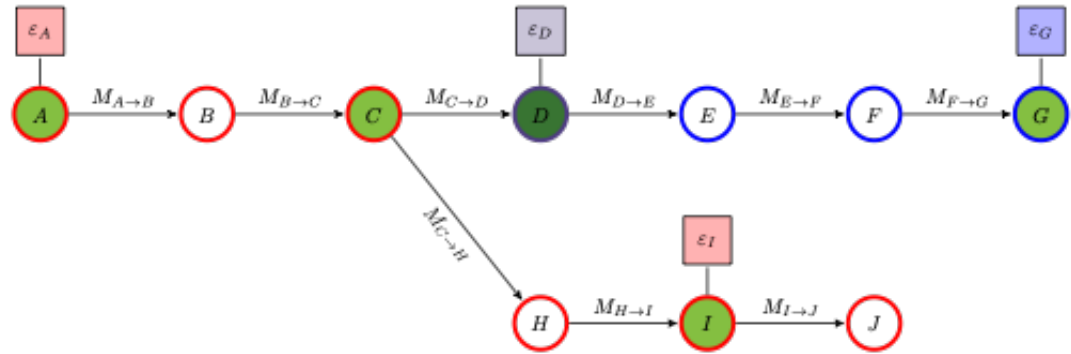 ε_A ε_D ε_G
M_{A→B} M_{B→C} M_{C→D} M_{D→E} M_{E→F} M_{F→G}
A B C D E F G
M_{C→H}
ε_I
M_{H→I} M_{I→J}
H I J